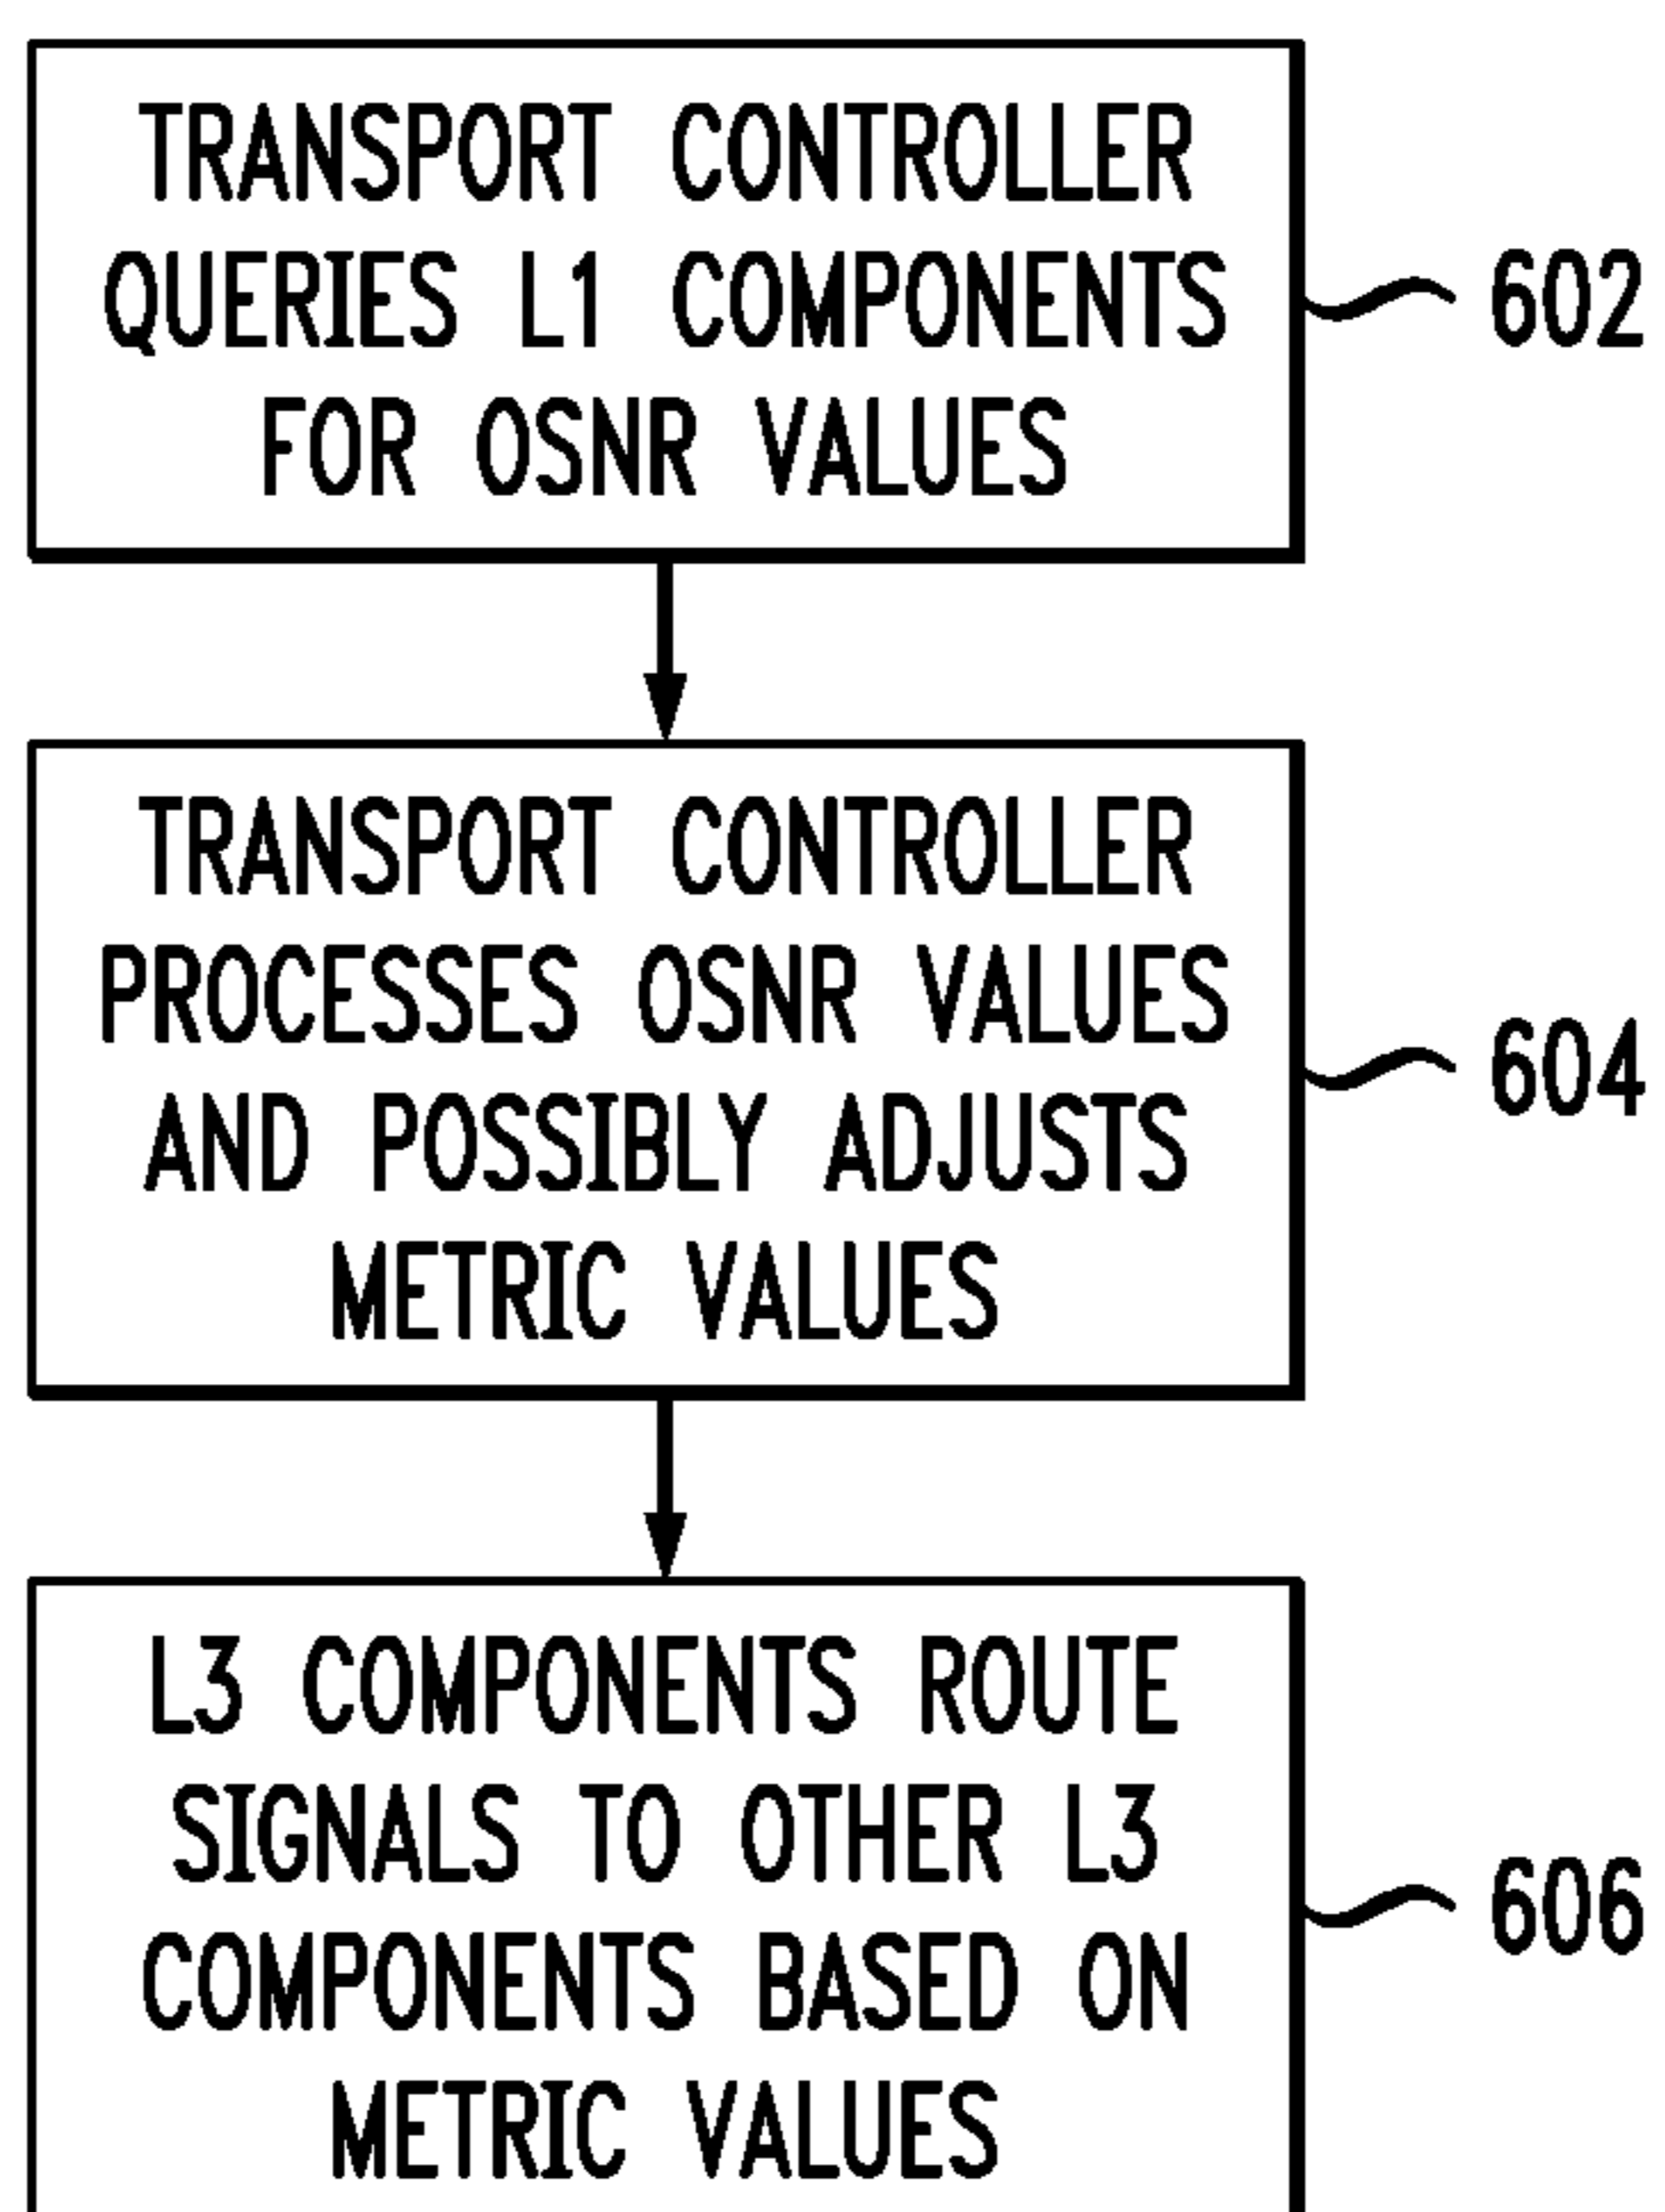 TRANSPORT CONTROLLER
QUERIES L1 COMPONENTS
FOR OSNR VALUES
602
TRANSPORT CONTROLLER
PROCESSES OSNR VALUES
AND POSSIBLY ADJUSTS
METRIC VALUES
604
L3 COMPONENTS ROUTE
SIGNALS TO OTHER L3
COMPONENTS BASED ON
METRIC VALUES
606